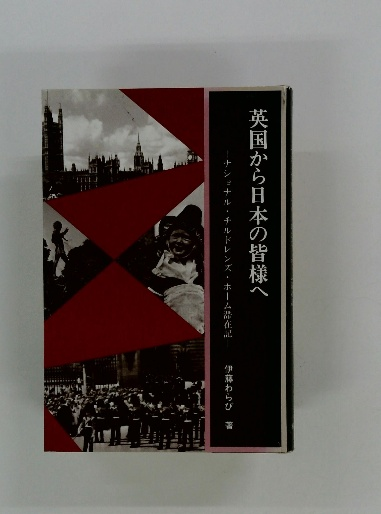 英国から日本の皆様へ
―ナショナル・チルドレンズ・ホーム滞在記
伊藤わらび 著